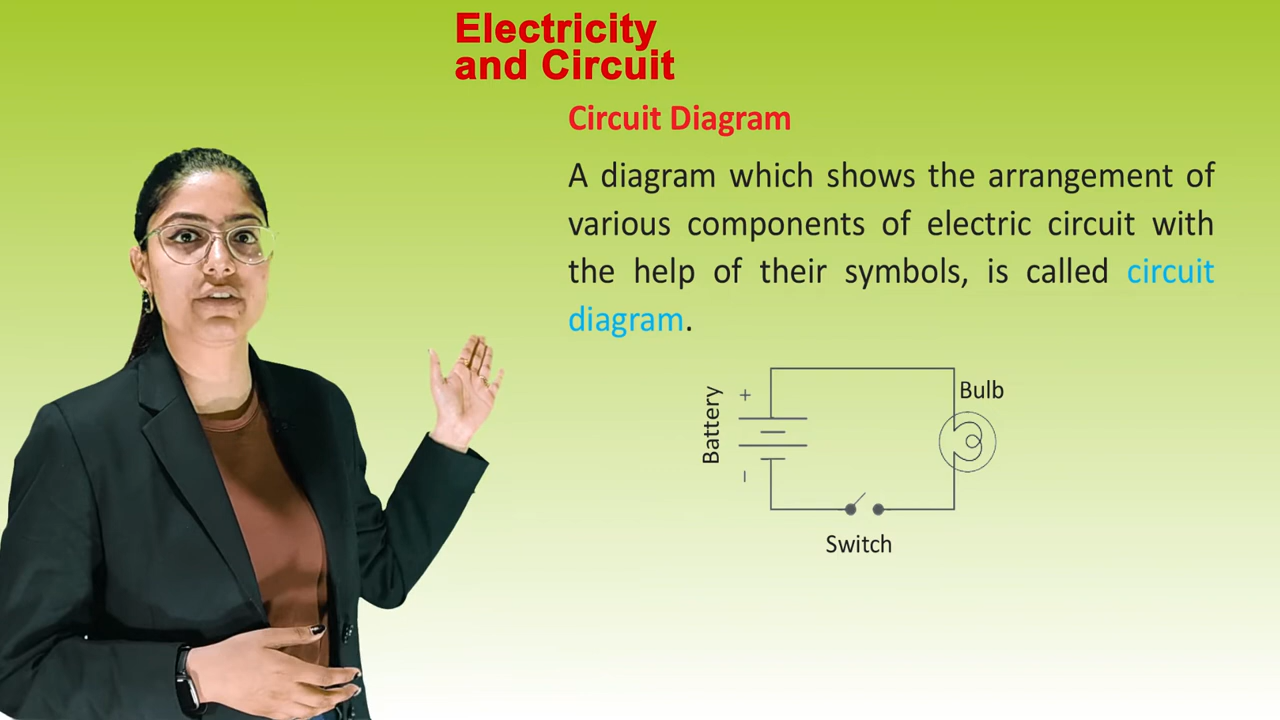 Electricity
and Circuit
Circuit Diagram
A diagram which shows the arrangement of
various components of electric circuit with
the help of their symbols, is called circuit
diagram.
Battery
+
–
Bulb
Switch